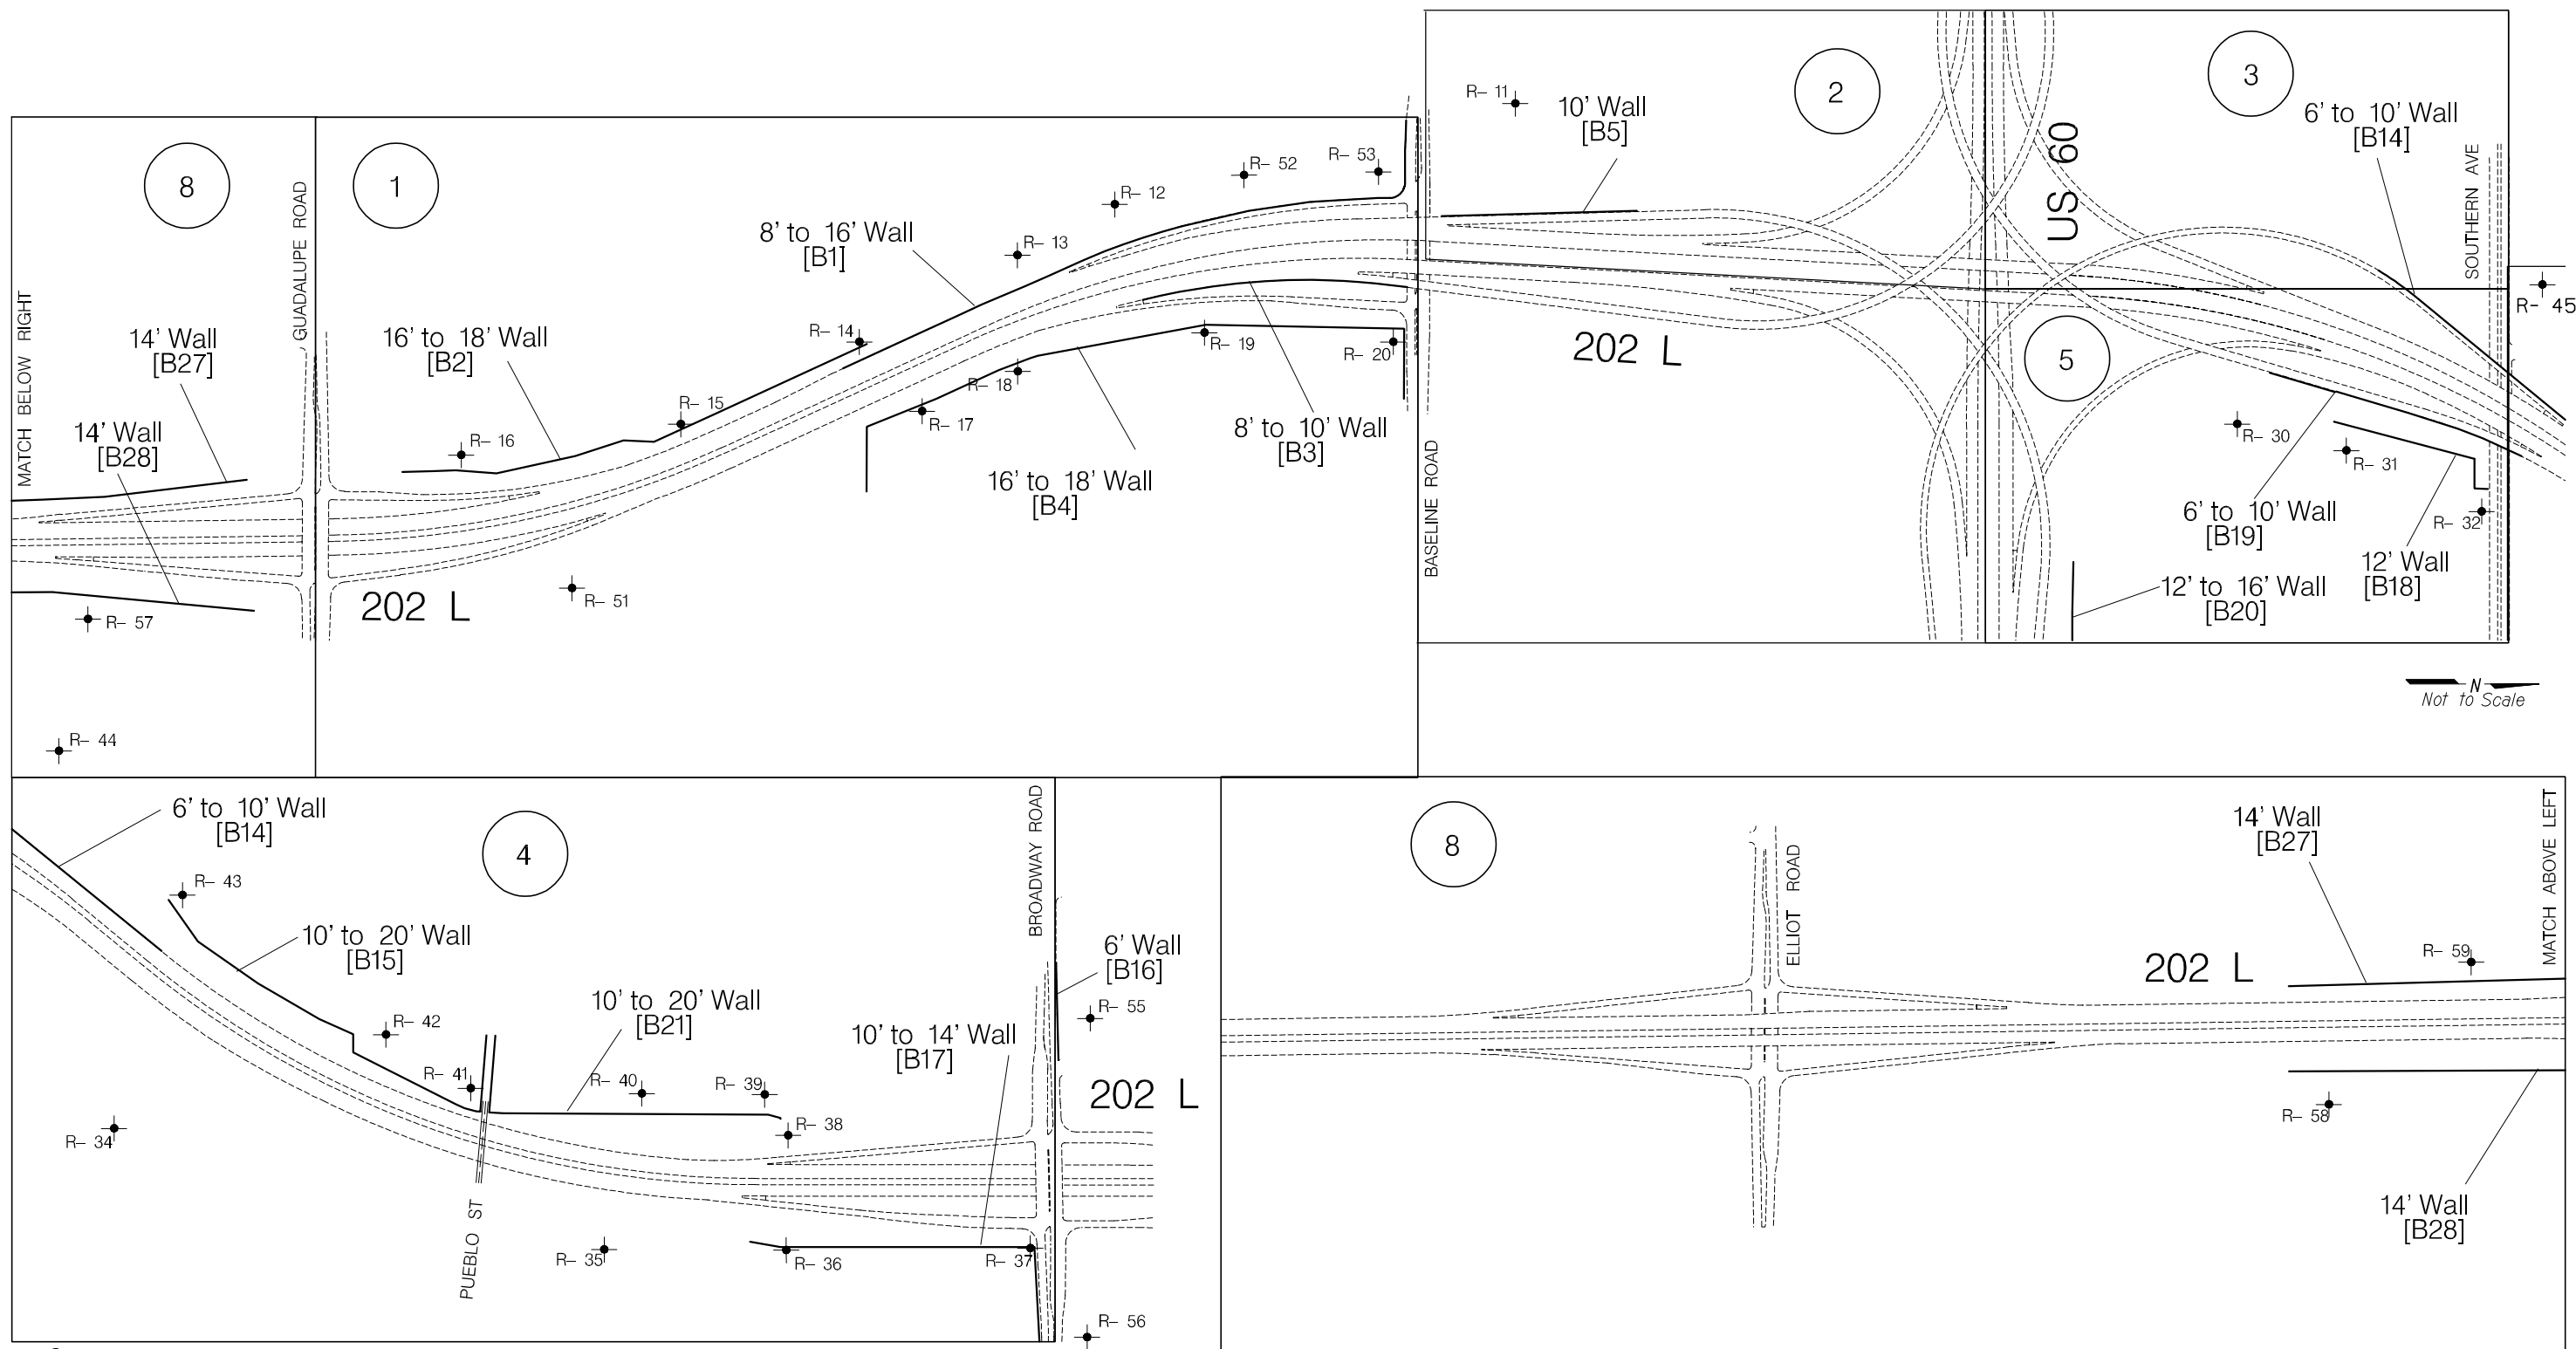 8
MATCH BELOW RIGHT
GUADALUPE ROAD
14' Wall
[B27]
14' Wall
[B28]
R– 57
R– 44
1
16' to 18' Wall
[B2]
R– 16
R– 15
R– 14
8' to 16' Wall
[B1]
R– 13
R– 12
R– 52
R– 53
R– 17
R– 18
R– 19
R– 20
16' to 18' Wall
[B4]
8' to 10' Wall
[B3]
R– 51
202 L
BASELINE ROAD
R– 11
10' Wall
[B5]
2
202 L
US 60
3
6' to 10' Wall
[B14]
SOUTHERN AVE
R– 45
5
R– 30
R– 31
R– 32
6' to 10' Wall
[B19]
12' Wall
[B18]
12' to 16' Wall
[B20]
N
Not to Scale
6' to 10' Wall
[B14]
4
R– 43
10' to 20' Wall
[B15]
R– 42
R– 41
R– 34
PUEBLO ST
10' to 20' Wall
[B21]
R– 40
R– 39
R– 38
10' to 14' Wall
[B17]
R– 35
R– 36
R– 37
BROADWAY ROAD
6' Wall
[B16]
R– 55
202 L
R– 56
8
ELLIOT ROAD
202 L
14' Wall
[B27]
R– 59
R– 58
14' Wall
[B28]
MATCH ABOVE LEFT